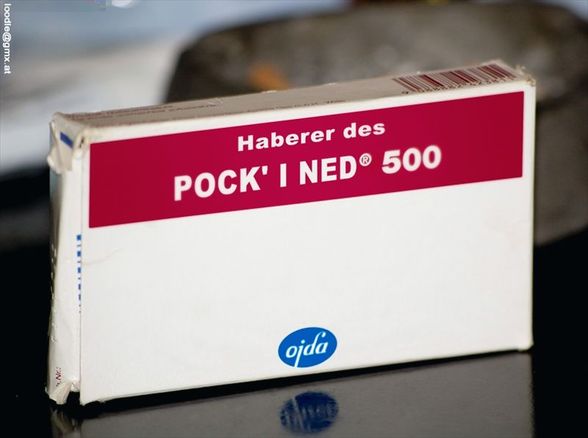 loodie@gmx.at
Haberer des
POCK' I NED® 500
ojda